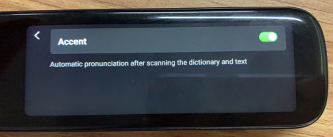 Accent
Automatic pronunciation after scanning the dictionary and text